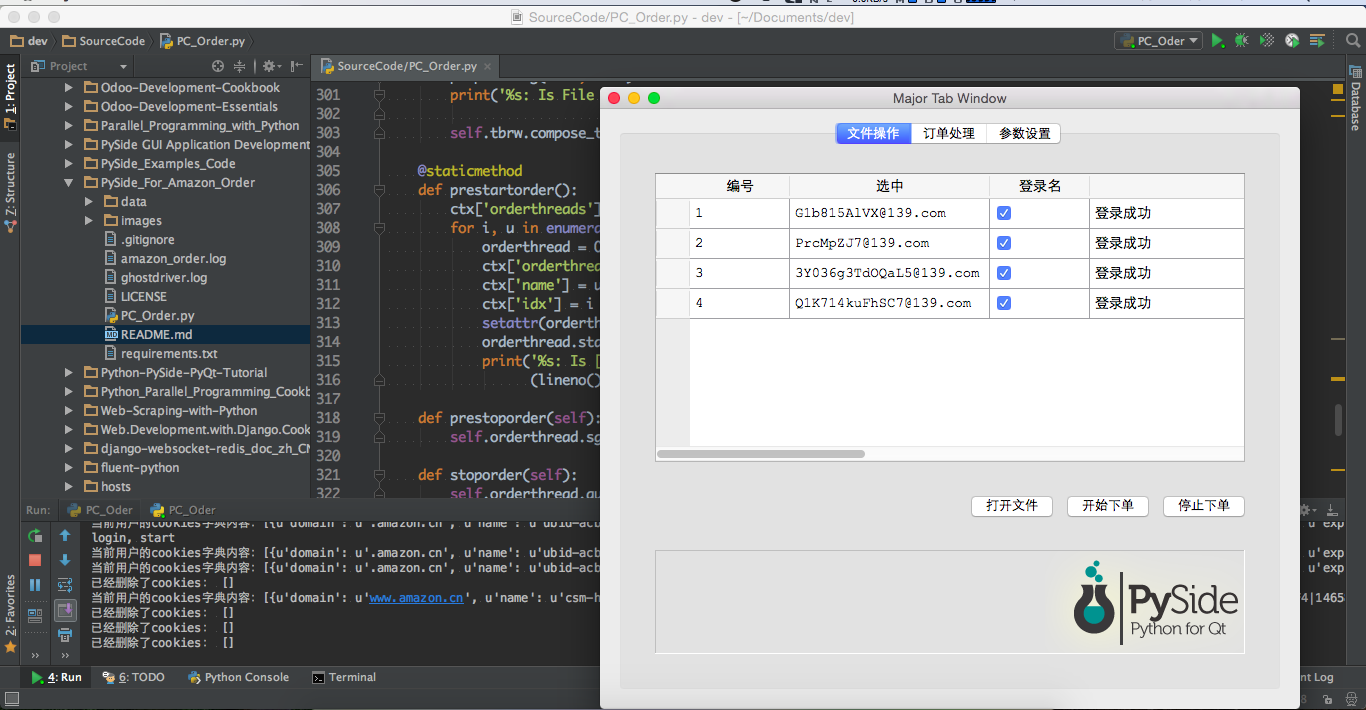 SourceCode/PC_Order.py - dev - [~/Documents/dev]
dev
SourceCode
PC_Order.py
PC_Oder
1: Project
Z: Structure
2: Favorites
Database
Project
Odoo-Development-Cookbook
Odoo-Development-Essentials
Parallel_Programming_with_Python
PySide GUI Application Development
PySide_Examples_Code
PySide_For_Amazon_Order
data
images
.gitignore
amazon_order.log
ghostdriver.log
LICENSE
PC_Order.py
README.md
requirements.txt
Python-PySide-PyQt-Tutorial
Python_Parallel_Programming_Cookb
Web-Scraping-with-Python
Web.Development.with.Django.Cook
django-websocket-redis_doc_zh_CN
fluent-python
hosts
SourceCode/PC_Order.py
301 print('%s: Is File
302
303 self.tbrw.compose_t
304
305 @staticmethod
306 def prestartorder():
307 ctx['orderthreads']
308 for i, u in enumera
309 orderthread = O
310 ctx['orderthrea
311 ctx['name'] = u
312 ctx['idx'] = i
313 setattr(orderth
314 orderthread.sta
315 print('%s: Is [
316 (lineno()
317
318 def prestoporder(self):
319 self.orderthread.sg
320
321 def stoporder(self):
322 self.orderthread.qu
Major Tab Window
文件操作 订单处理 参数设置
编号 选中 登录名
1 G1b815AlVX@139.com 登录成功
2 PrcMpZJ7@139.com 登录成功
3 3Y036g3TdOQaL5@139.com 登录成功
4 Q1K714kuFhSC7@139.com 登录成功
打开文件 开始下单 停止下单
PySide
Python for Qt
Run: PC_Oder PC_Oder
当前用户的cookies字典内容：[{u'domain': u'.amazon.cn', u'name': u'ubid-acb u'exp
login, start
当前用户的cookies字典内容：[{u'domain': u'.amazon.cn', u'name': u'ubid-acb u'exp
当前用户的cookies字典内容：[{u'domain': u'.amazon.cn', u'name': u'ubid-acb u'exp
已经删除了cookies： []
当前用户的cookies字典内容：[{u'domain': u'www.amazon.cn', u'name': u'csm-h 4|1465
已经删除了cookies： []
已经删除了cookies： []
已经删除了cookies： []
4: Run
6: TODO
Python Console
Terminal
nt Log